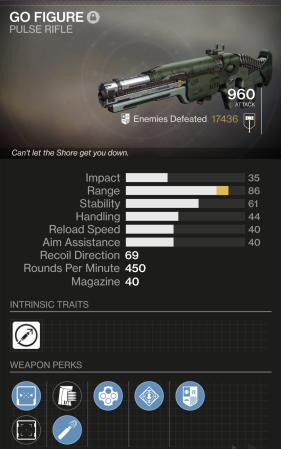 GO FIGURE
PULSE RIFLE
960
ATTACK
Enemies Defeated 17436
Can't let the Shore get you down.
Impact 35
Range 86
Stability 61
Handling 44
Reload Speed 40
Aim Assistance 40
Recoil Direction 69
Rounds Per Minute 450
Magazine 40
INTRINSIC TRAITS
WEAPON PERKS